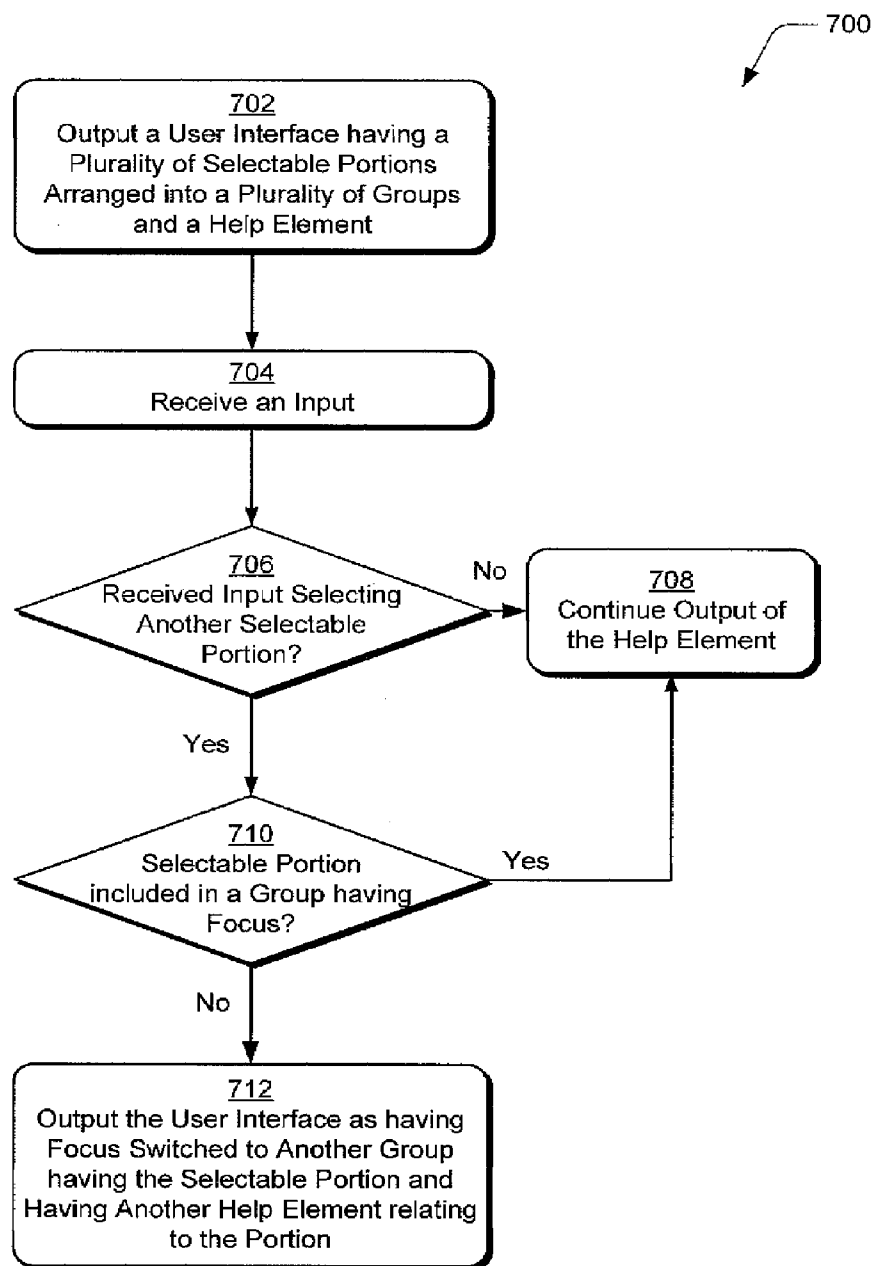 700
702
Output a User Interface having a
Plurality of Selectable Portions
Arranged into a Plurality of Groups
and a Help Element
704
Receive an Input
706
Received Input Selecting
Another Selectable
Portion?
No
708
Continue Output of
the Help Element
Yes
710
Selectable Portion
included in a Group having
Focus?
Yes
No
712
Output the User Interface as having
Focus Switched to Another Group
having the Selectable Portion and
Having Another Help Element relating
to the Portion